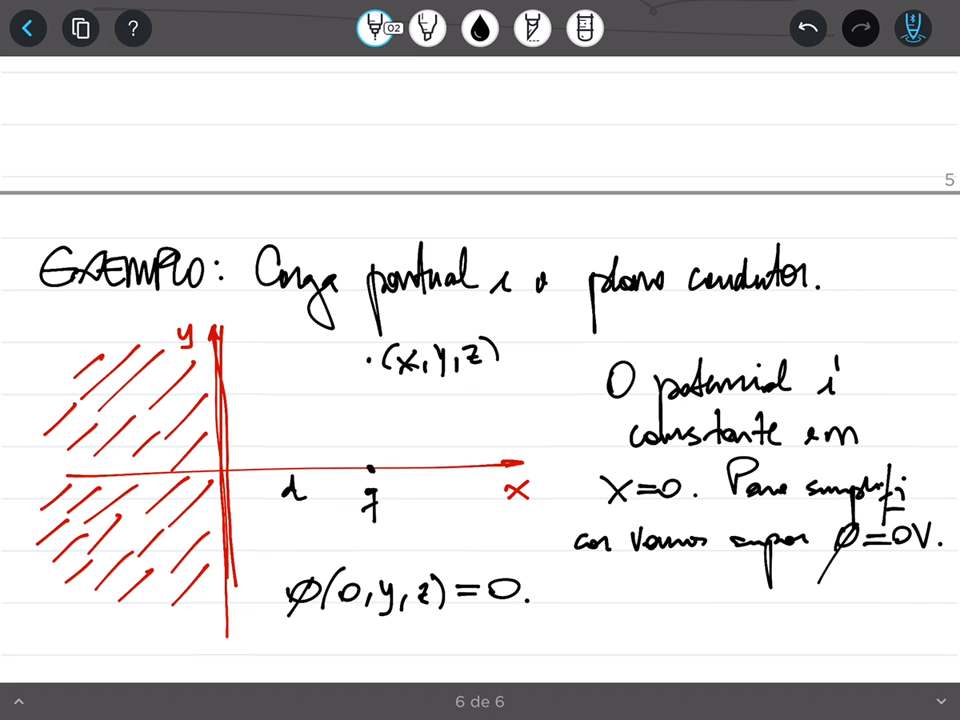 02
?
5
EXEMPLO: Carga pontual e o plano condutor.
y
.(x,y,z)
O potencial é
constante em
d
q
x
X=0. Para simplifi
car vamos supor φ=0V.
φ(0,y,z)=0.
6 de 6